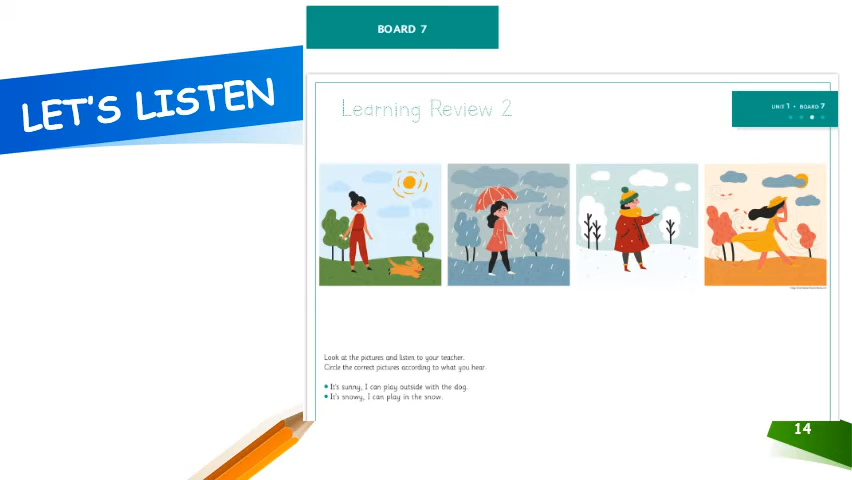 BOARD 7
LET'S LISTEN
Learning Review 2
UNIT 1 • BOARD 7
Look at the pictures and listen to your teacher.
Circle the correct pictures according to what you hear.
• It's sunny, I can play outside with the dog.
• It's snowy, I can play in the snow.
14